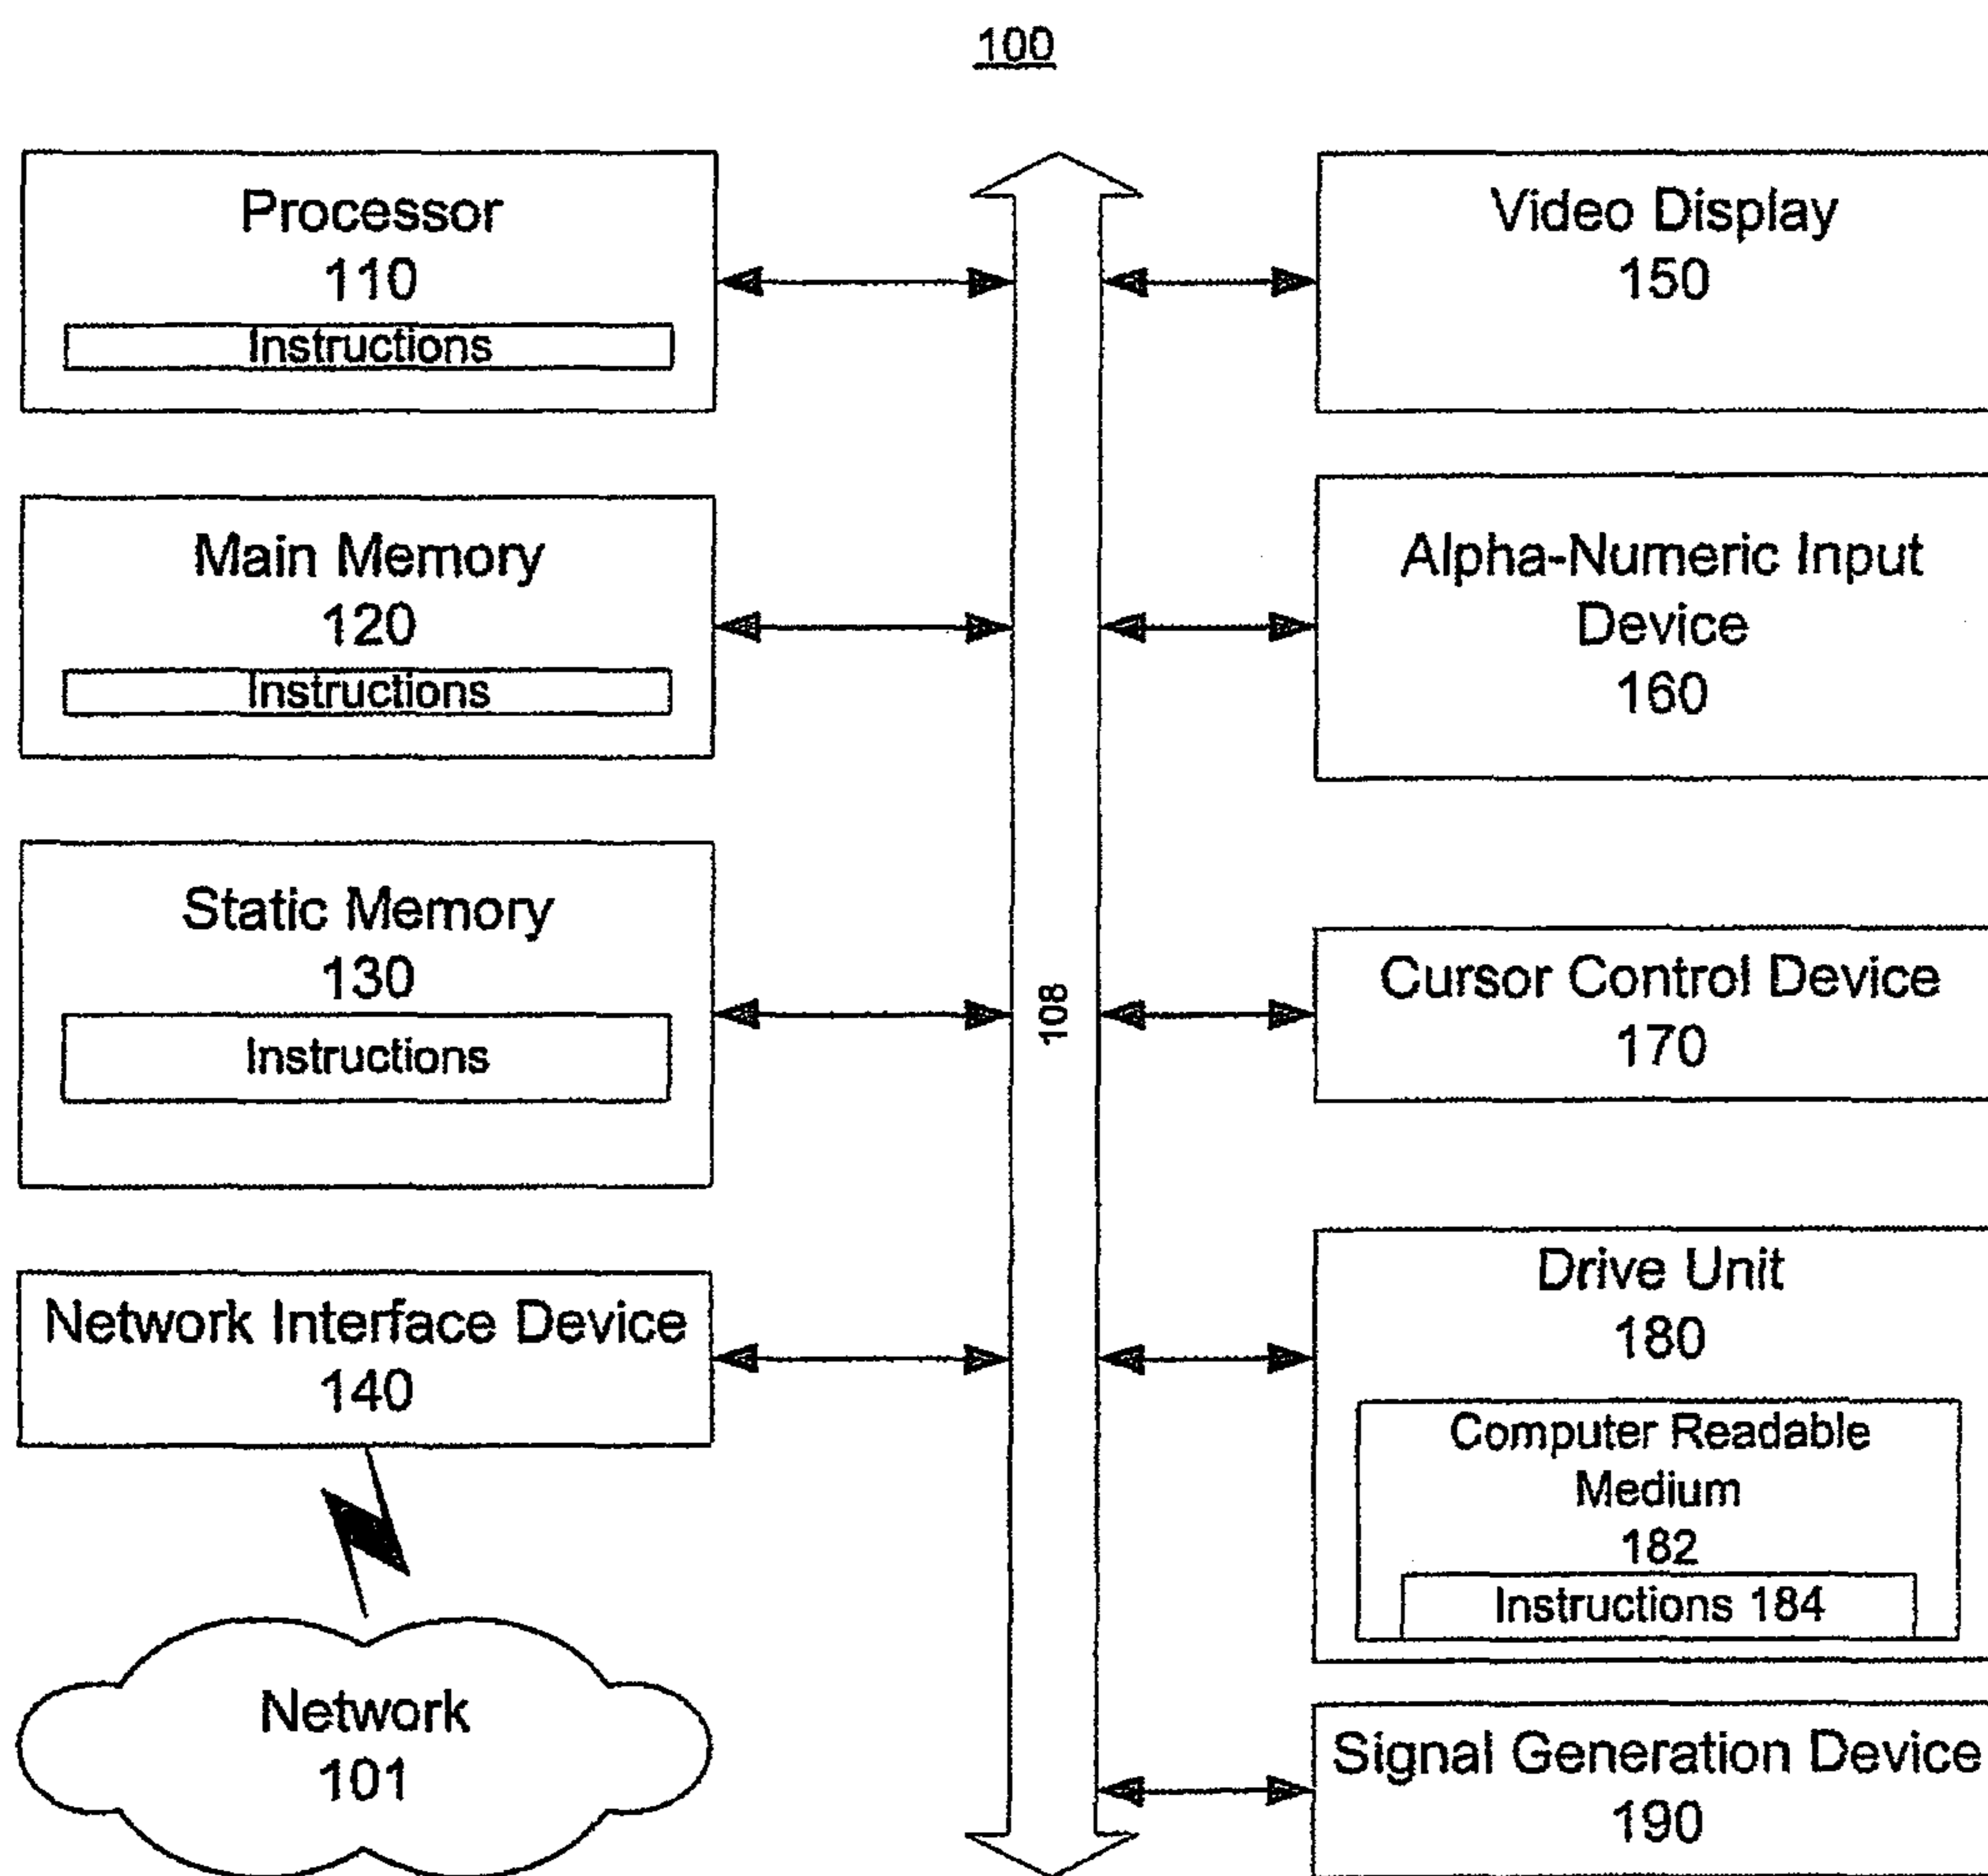 100
Processor
110
Instructions
Main Memory
120
Instructions
Static Memory
130
Instructions
Network Interface Device
140
Network
101
108
Video Display
150
Alpha-Numeric Input
Device
160
Cursor Control Device
170
Drive Unit
180
Computer Readable
Medium
182
Instructions 184
Signal Generation Device
190